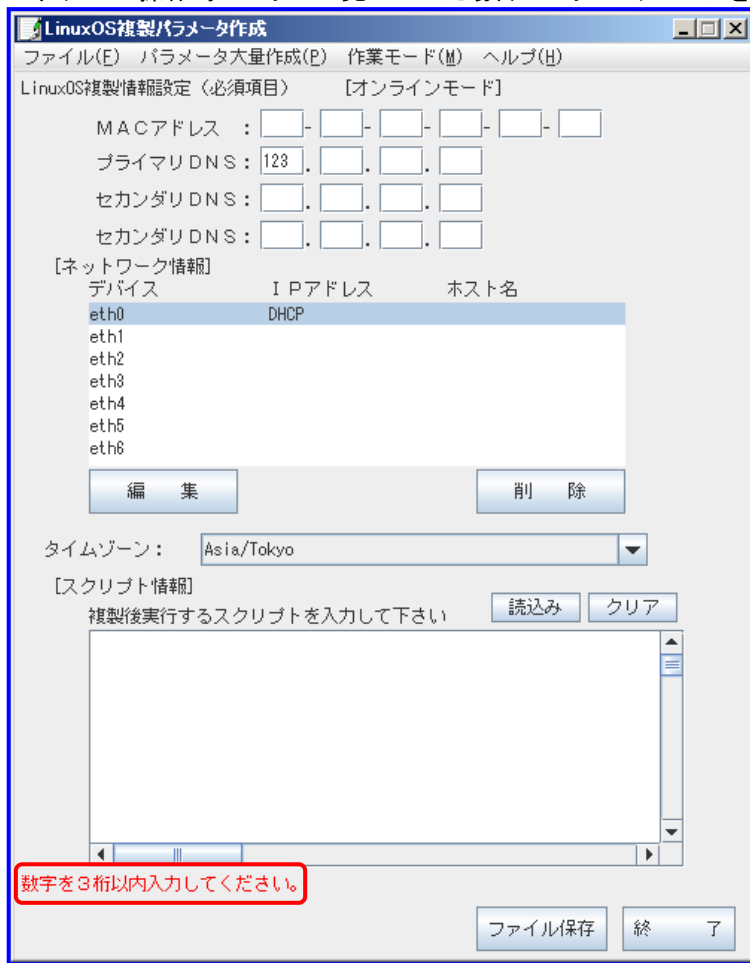 LinuxOS複製パラメータ作成
ファイル(F) パラメータ大量作成(P) 作業モード(M) ヘルプ(H)
LinuxOS複製情報設定（必須項目） [オンラインモード]
ＭＡＣアドレス ： - - - - -
プライマリＤＮＳ： 123 . . .
セカンダリＤＮＳ： . . .
セカンダリＤＮＳ： . . .
[ネットワーク情報]
デバイス ＩＰアドレス ホスト名
eth0 DHCP
eth1
eth2
eth3
eth4
eth5
eth6
編 集 削 除
タイムゾーン： Asia/Tokyo
[スクリプト情報]
複製後実行するスクリプトを入力して下さい 読込み クリア
数字を３桁以内入力してください。
ファイル保存 終 了